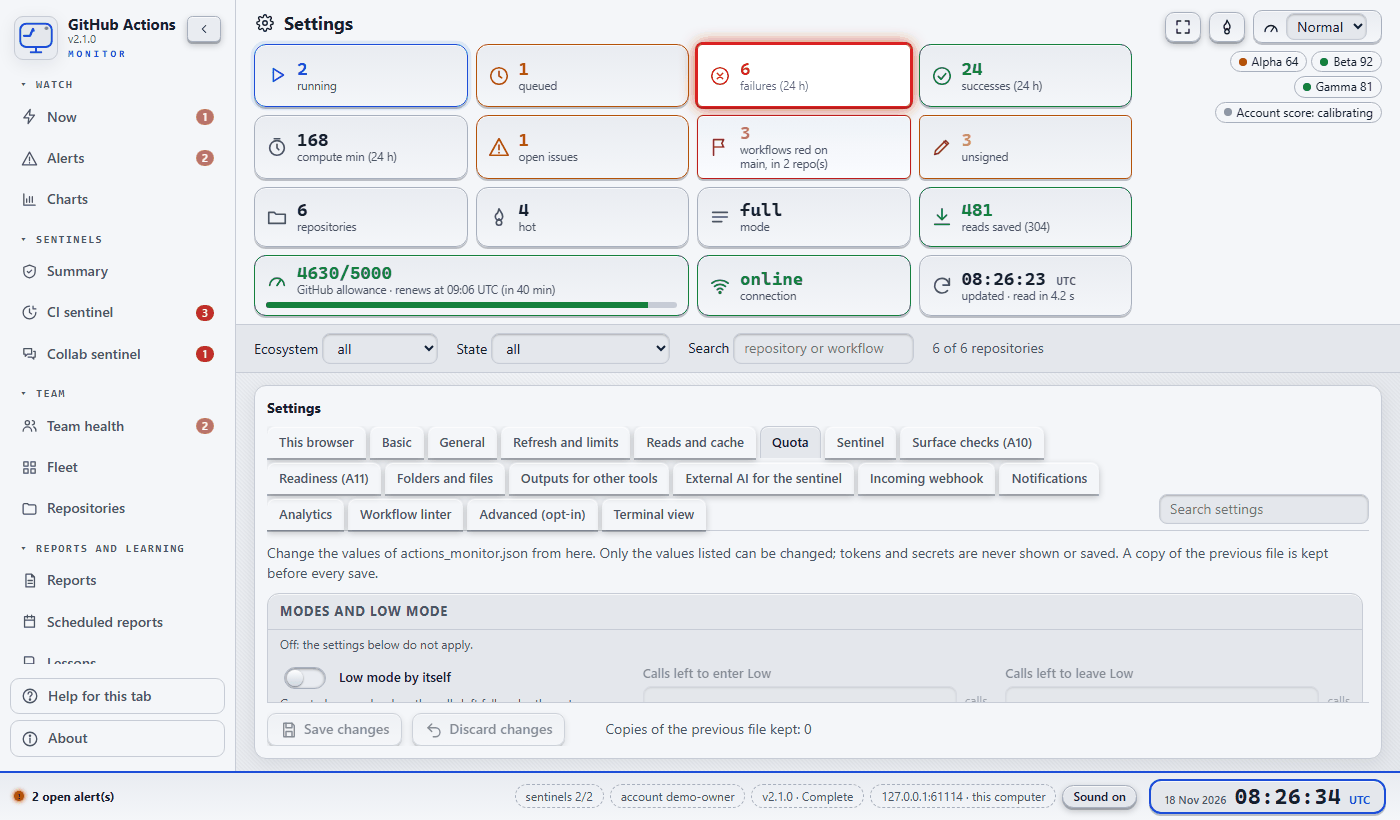 GitHub Actions
v2.1.0
MONITOR
WATCH
Now 1
Alerts 2
Charts
SENTINELS
Summary
CI sentinel 3
Collab sentinel 1
TEAM
Team health 2
Fleet
Repositories
REPORTS AND LEARNING
Reports
Scheduled reports
Lessons
Help for this tab
About
Settings
Normal
Alpha 64
Beta 92
Gamma 81
Account score: calibrating
2
running
1
queued
6
failures (24 h)
24
successes (24 h)
168
compute min (24 h)
1
open issues
3
workflows red on
main, in 2 repo(s)
3
unsigned
6
repositories
4
hot
full
mode
481
reads saved (304)
4630/5000
GitHub allowance · renews at 09:06 UTC (in 40 min)
online
connection
08:26:23 UTC
updated · read in 4.2 s
Ecosystem all State all Search repository or workflow 6 of 6 repositories
Settings
This browser Basic General Refresh and limits Reads and cache Quota Sentinel Surface checks (A10)
Readiness (A11) Folders and files Outputs for other tools External AI for the sentinel Incoming webhook Notifications
Analytics Workflow linter Advanced (opt-in) Terminal view
Search settings
Change the values of actions_monitor.json from here. Only the values listed can be changed; tokens and secrets are never shown or saved. A copy of the previous file is kept
before every save.
MODES AND LOW MODE
Off: the settings below do not apply.
Low mode by itself
Calls left to enter Low
calls
Calls left to leave Low
calls
Save changes
Discard changes
Copies of the previous file kept: 0
2 open alert(s)
sentinels 2/2
account demo-owner
v2.1.0 · Complete
127.0.0.1:61114 · this computer
Sound on
18 Nov 2026 08:26:34 UTC